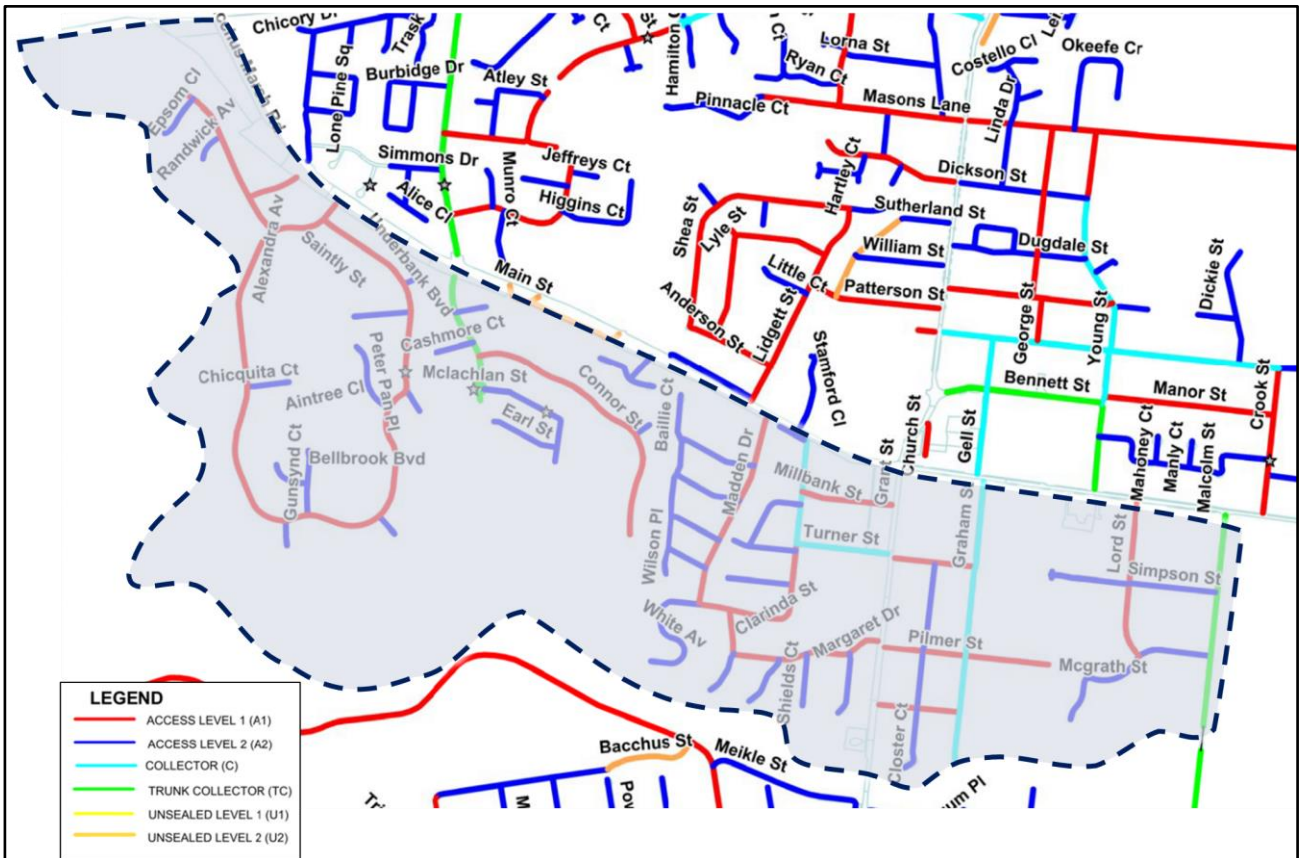 Chicory Dr
Trask
Ct
St
Hamilton
Ct
Lorna St
Costello Cl
Okeefe Cr
Burbidge Dr
Atley St
Ryan Ct
Lone Pine Sq
Pinnacle Ct
Masons Lane
Linda Dr
Epsom Cl
Randwick Av
Simmons Dr
Munro Ct
Jeffreys Ct
Hartley Ct
Dickson St
Alice Cl
Higgins Ct
Shea St
Lyle St
Sutherland St
Alexandra Av
Saintly St
Underbank Bvd
Main St
William St
Dugdale St
Dickie St
Little Ct
Patterson St
Anderson St
Lidgett St
George St
Young St
Cashmore Ct
Peter Pan Pl
Chicquita Ct
Mclachlan St
Connor St
Stamford Cl
Bennett St
Manor St
Crook St
Aintree Cl
Earl St
Baillie Ct
Church St
Gell St
Mahoney Ct
Manly Ct
Malcolm St
Gunsynd Ct
Bellbrook Bvd
Madden Dr
Millbank St
Grant St
Graham St
Wilson Pl
Turner St
Lord St
Simpson St
White Av
Clarinda St
Margaret Dr
Pilmer St
Mcgrath St
Shields Ct
Closter Ct
Bacchus St
Meikle St
um Pl
LEGEND
ACCESS LEVEL 1 (A1)
ACCESS LEVEL 2 (A2)
COLLECTOR (C)
TRUNK COLLECTOR (TC)
UNSEALED LEVEL 1 (U1)
UNSEALED LEVEL 2 (U2)